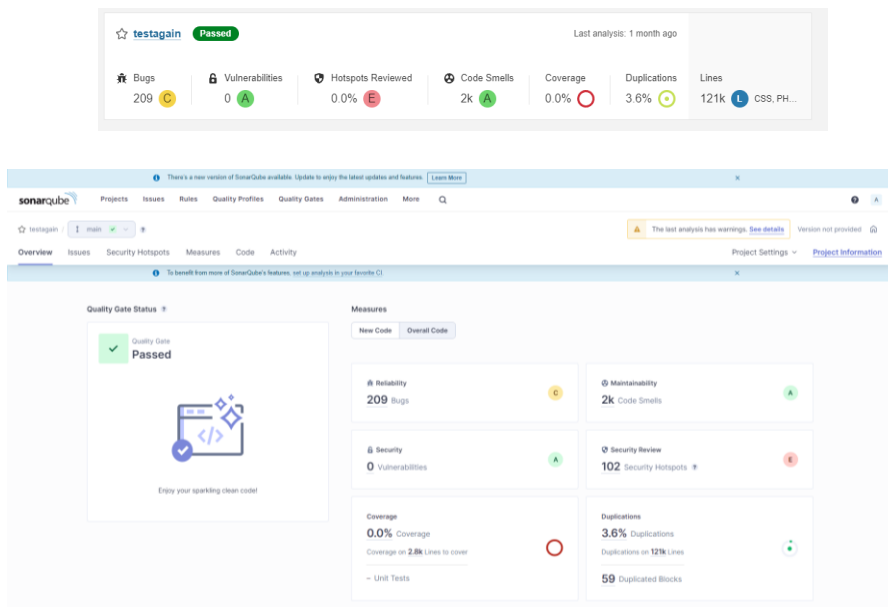 testagain Passed Last analysis: 1 month ago
Bugs Vulnerabilities Hotspots Reviewed Code Smells Coverage Duplications Lines
209 C 0 A 0.0% E 2k A 0.0% 3.6% 121k L CSS, PH...
There's a new version of SonarQube available. Update to enjoy the latest updates and features. Learn More
sonarqube Projects Issues Rules Quality Profiles Quality Gates Administration More A
testagain / main The last analysis has warnings. See details Version not provided
Overview Issues Security Hotspots Measures Code Activity Project Settings Project Information
To benefit from more of SonarQube's features, set up analysis in your favorite CI.
Quality Gate Status Measures
New Code Overall Code
Quality Gate
Passed
Enjoy your sparkling clean code!
Reliability
209 Bugs C
Maintainability
2k Code Smells A
Security
0 Vulnerabilities A
Security Review
102 Security Hotspots E
Coverage
0.0% Coverage
Coverage on 2.8k Lines to cover
– Unit Tests
Duplications
3.6% Duplications
Duplications on 121k Lines
59 Duplicated Blocks